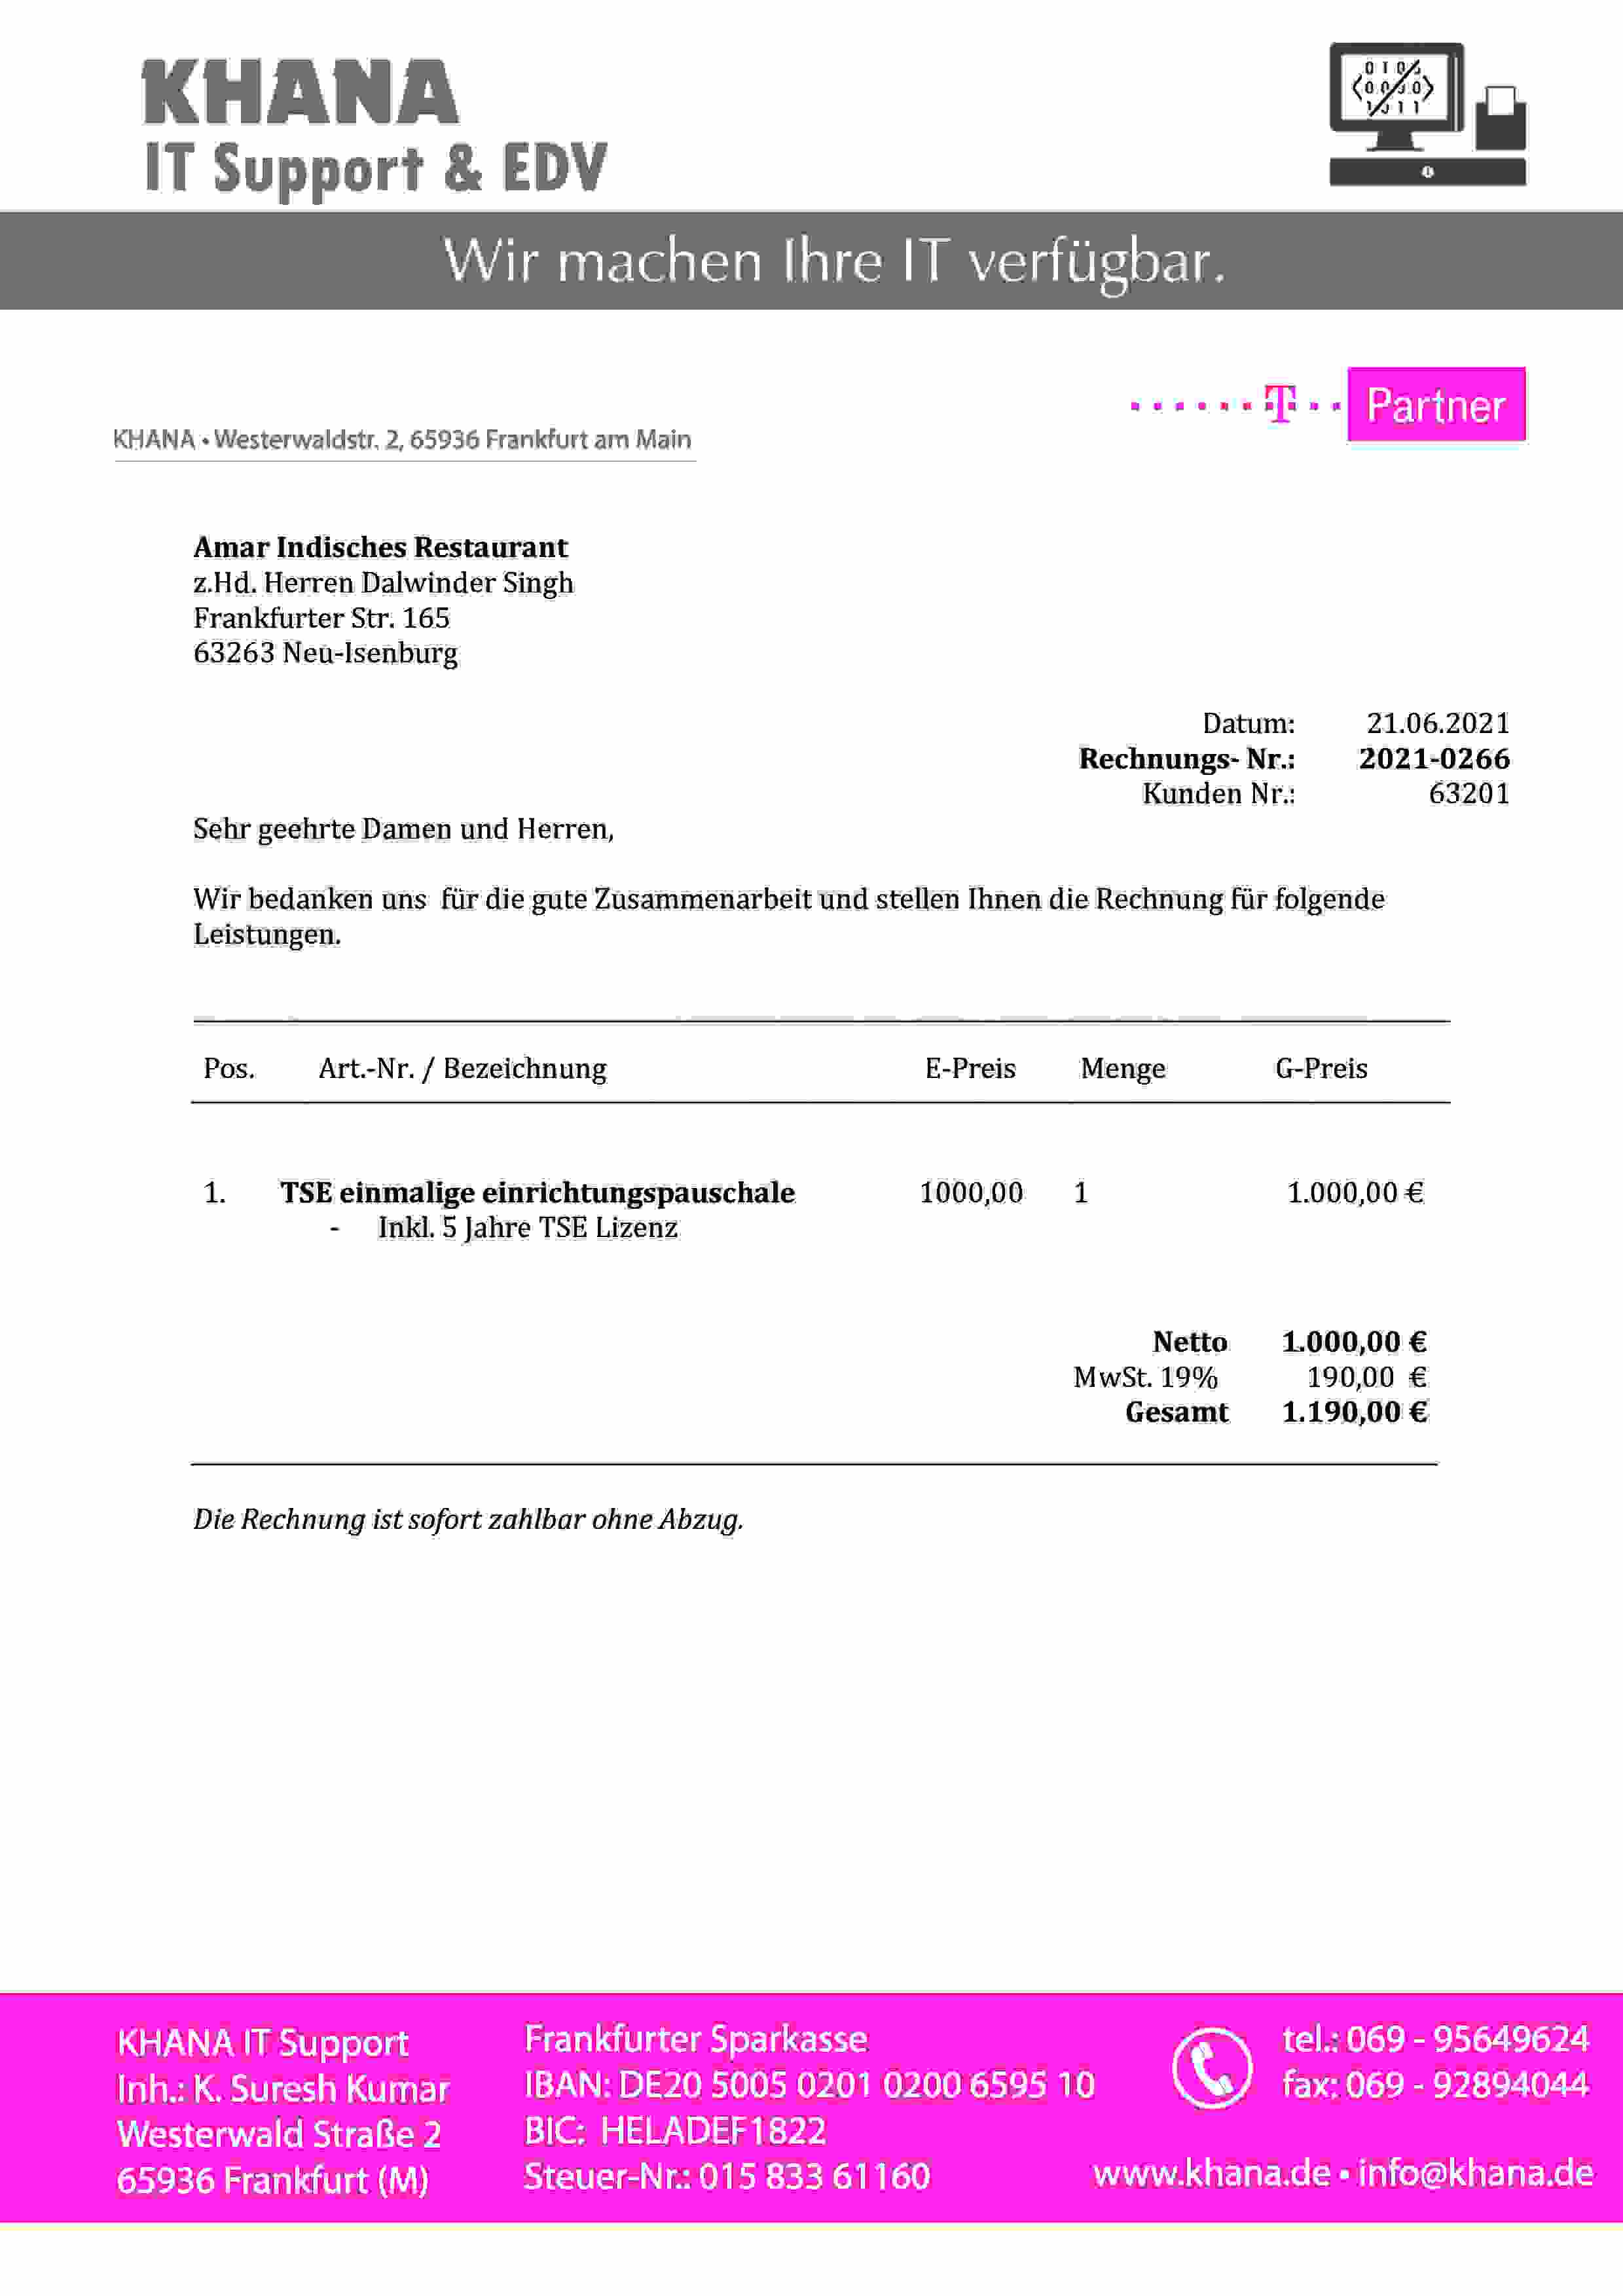 KHANA
IT Support & EDV
Wir machen Ihre IT verfügbar.
T Partner
KHANA • Westerwaldstr. 2, 65936 Frankfurt am Main
Amar Indisches Restaurant
z.Hd. Herren Dalwinder Singh
Frankfurter Str. 165
63263 Neu-Isenburg
Datum: 21.06.2021
Rechnungs- Nr.: 2021-0266
Kunden Nr.: 63201
Sehr geehrte Damen und Herren,
Wir bedanken uns für die gute Zusammenarbeit und stellen Ihnen die Rechnung für folgende
Leistungen.
Pos. Art.-Nr. / Bezeichnung E-Preis Menge G-Preis
1. TSE einmalige einrichtungspauschale 1000,00 1 1.000,00 €
- Inkl. 5 Jahre TSE Lizenz
Netto 1.000,00 €
MwSt. 19% 190,00 €
Gesamt 1.190,00 €
Die Rechnung ist sofort zahlbar ohne Abzug.
KHANA IT Support
Inh.: K. Suresh Kumar
Westerwald Straße 2
65936 Frankfurt (M)
Frankfurter Sparkasse
IBAN: DE20 5005 0201 0200 6595 10
BIC: HELADEF1822
Steuer-Nr.: 015 833 61160
tel.: 069 - 95649624
fax: 069 - 92894044
www.khana.de • info@khana.de